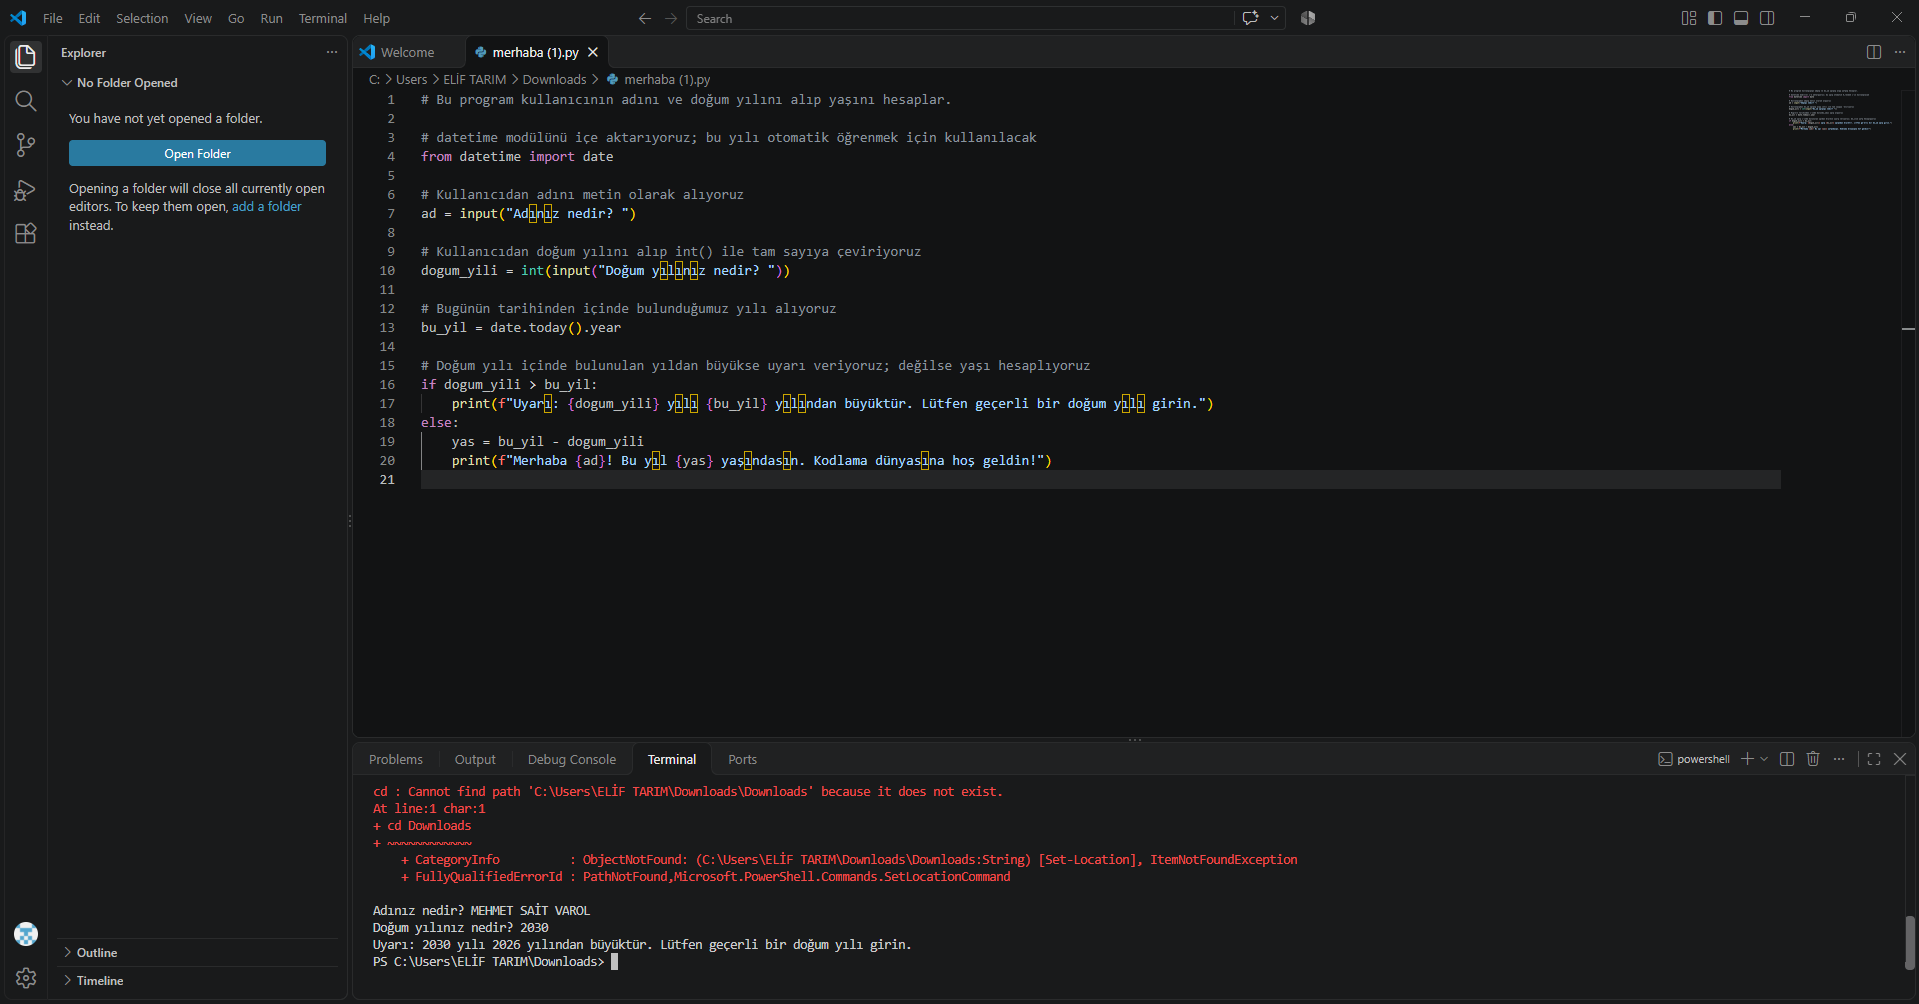 File Edit Selection View Go Run Terminal Help
Search
Explorer
No Folder Opened
You have not yet opened a folder.
Open Folder
Opening a folder will close all currently open
editors. To keep them open, add a folder
instead.
Outline
Timeline
Welcome
merhaba (1).py
C: > Users > ELİF TARIM > Downloads > merhaba (1).py
1 # Bu program kullanıcının adını ve doğum yılını alıp yaşını hesaplar.
2
3 # datetime modülünü içe aktarıyoruz; bu yılı otomatik öğrenmek için kullanılacak
4 from datetime import date
5
6 # Kullanıcıdan adını metin olarak alıyoruz
7 ad = input("Adınız nedir? ")
8
9 # Kullanıcıdan doğum yılını alıp int() ile tam sayıya çeviriyoruz
10 dogum_yili = int(input("Doğum yılınız nedir? "))
11
12 # Bugünün tarihinden içinde bulunduğumuz yılı alıyoruz
13 bu_yil = date.today().year
14
15 # Doğum yılı içinde bulunulan yıldan büyükse uyarı veriyoruz; değilse yaşı hesaplıyoruz
16 if dogum_yili > bu_yil:
17     print(f"Uyarı: {dogum_yili} yılı {bu_yil} yılından büyüktür. Lütfen geçerli bir doğum yılı girin.")
18 else:
19     yas = bu_yil - dogum_yili
20     print(f"Merhaba {ad}! Bu yıl {yas} yaşındasın. Kodlama dünyasına hoş geldin!")
21
Problems Output Debug Console Terminal Ports
powershell
cd : Cannot find path 'C:\Users\ELİF TARIM\Downloads\Downloads' because it does not exist.
At line:1 char:1
+ cd Downloads
+ ~~~~~~~~~~~~
    + CategoryInfo          : ObjectNotFound: (C:\Users\ELİF TARIM\Downloads\Downloads:String) [Set-Location], ItemNotFoundException
    + FullyQualifiedErrorId : PathNotFound,Microsoft.PowerShell.Commands.SetLocationCommand
Adınız nedir? MEHMET SAİT VAROL
Doğum yılınız nedir? 2030
Uyarı: 2030 yılı 2026 yılından büyüktür. Lütfen geçerli bir doğum yılı girin.
PS C:\Users\ELİF TARIM\Downloads>